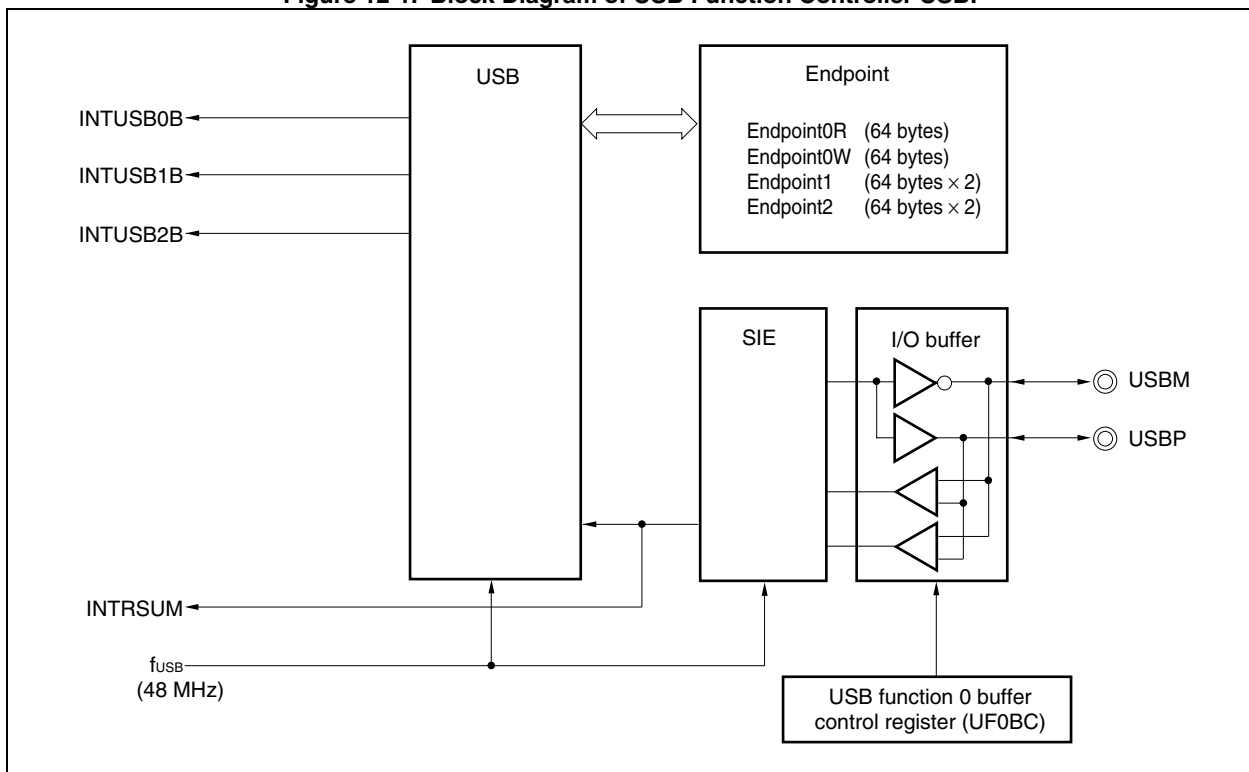 Figure 12-1. Block Diagram of USB Function Controller USBF
USB
Endpoint
INTUSB0B
Endpoint0R (64 bytes)
Endpoint0W (64 bytes)
INTUSB1B
Endpoint1 (64 bytes × 2)
Endpoint2 (64 bytes × 2)
INTUSB2B
SIE
I/O buffer
USBM
USBP
INTRSUM
fUSB
(48 MHz)
USB function 0 buffer
control register (UF0BC)